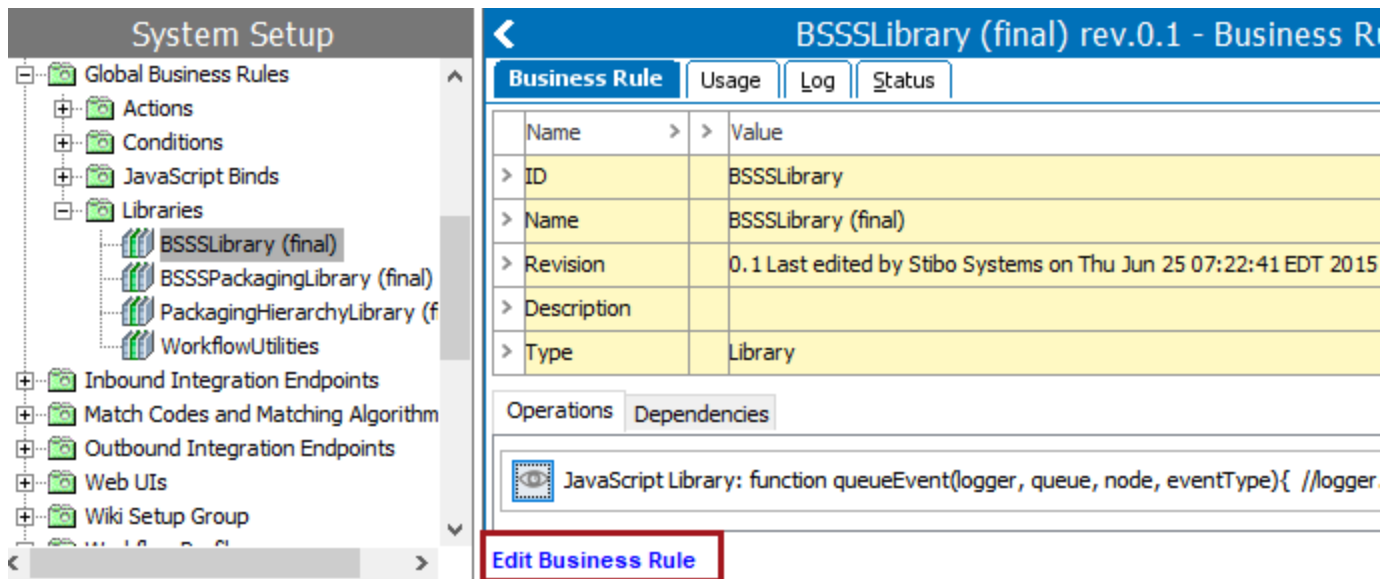 System Setup
Global Business Rules
Actions
Conditions
JavaScript Binds
Libraries
BSSSLibrary (final)
BSSSPackagingLibrary (final)
PackagingHierarchyLibrary (f
WorkflowUtilities
Inbound Integration Endpoints
Match Codes and Matching Algorithm
Outbound Integration Endpoints
Web UIs
Wiki Setup Group
BSSSLibrary (final) rev.0.1 - Business Ru
Business Rule Usage Log Status
Name > > Value
> ID BSSSLibrary
> Name BSSSLibrary (final)
> Revision 0.1 Last edited by Stibo Systems on Thu Jun 25 07:22:41 EDT 2015
> Description
> Type Library
Operations Dependencies
JavaScript Library: function queueEvent(logger, queue, node, eventType){ //logger.
Edit Business Rule